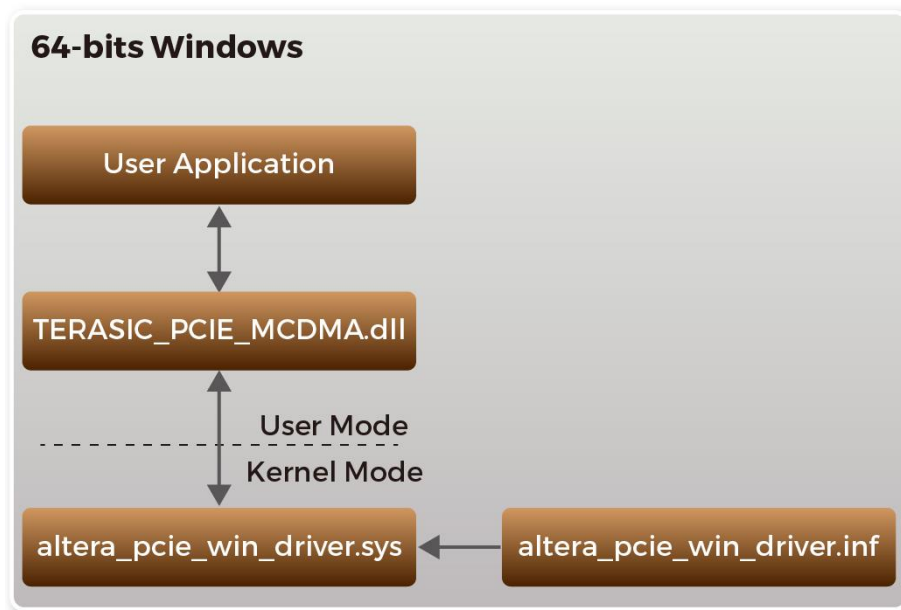 64-bits Windows
User Application
TERASIC_PCIE_MCDMA.dll
User Mode
Kernel Mode
altera_pcie_win_driver.sys
altera_pcie_win_driver.inf